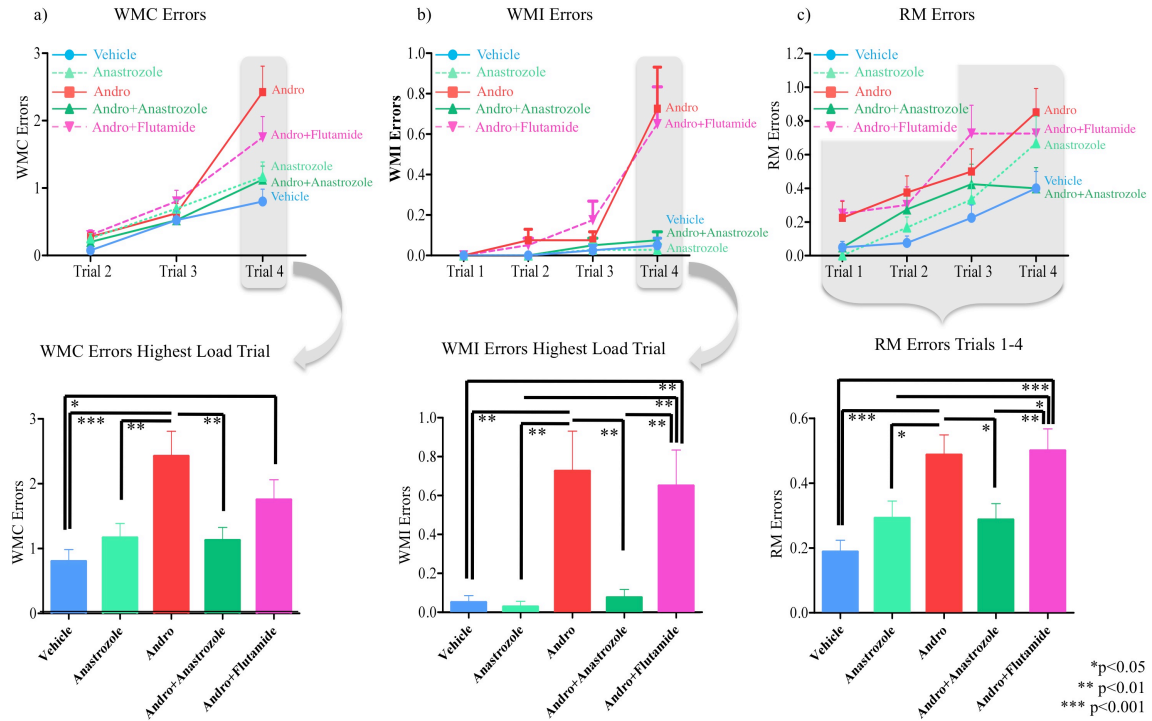 a)
WMC Errors
3
2
1
0
WMC Errors
Vehicle
Anastrozole
Andro
Andro+Anastrozole
Andro+Flutamide
Andro
Andro+Flutamide
Anastrozole
Andro+Anastrozole
Vehicle
Trial 2
Trial 3
Trial 4
b)
WMI Errors
1.0
0.8
0.6
0.4
0.2
0.0
WMI Errors
Vehicle
Anastrozole
Andro
Andro+Anastrozole
Andro+Flutamide
Andro
Andro+Flutamide
Vehicle
Andro+Anastrozole
Anastrozole
Trial 1
Trial 2
Trial 3
Trial 4
c)
RM Errors
1.2
1.0
0.8
0.6
0.4
0.2
0.0
RM Errors
Vehicle
Anastrozole
Andro
Andro+Anastrozole
Andro+Flutamide
Andro
Andro+Flutamide
Anastrozole
Vehicle
Andro+Anastrozole
Trial 1
Trial 2
Trial 3
Trial 4
WMC Errors Highest Load Trial
3
2
1
0
WMC Errors
*
***
**
**
Vehicle
Anastrozole
Andro
Andro+Anastrozole
Andro+Flutamide
WMI Errors Highest Load Trial
1.0
0.8
0.6
0.4
0.2
0.0
WMI Errors
**
**
**
**
**
**
Vehicle
Anastrozole
Andro
Andro+Anastrozole
Andro+Flutamide
RM Errors Trials 1-4
0.6
0.4
0.2
0.0
RM Errors
***
*
***
**
*
*
Vehicle
Anastrozole
Andro
Andro+Anastrozole
Andro+Flutamide
*p<0.05
** p<0.01
*** p<0.001